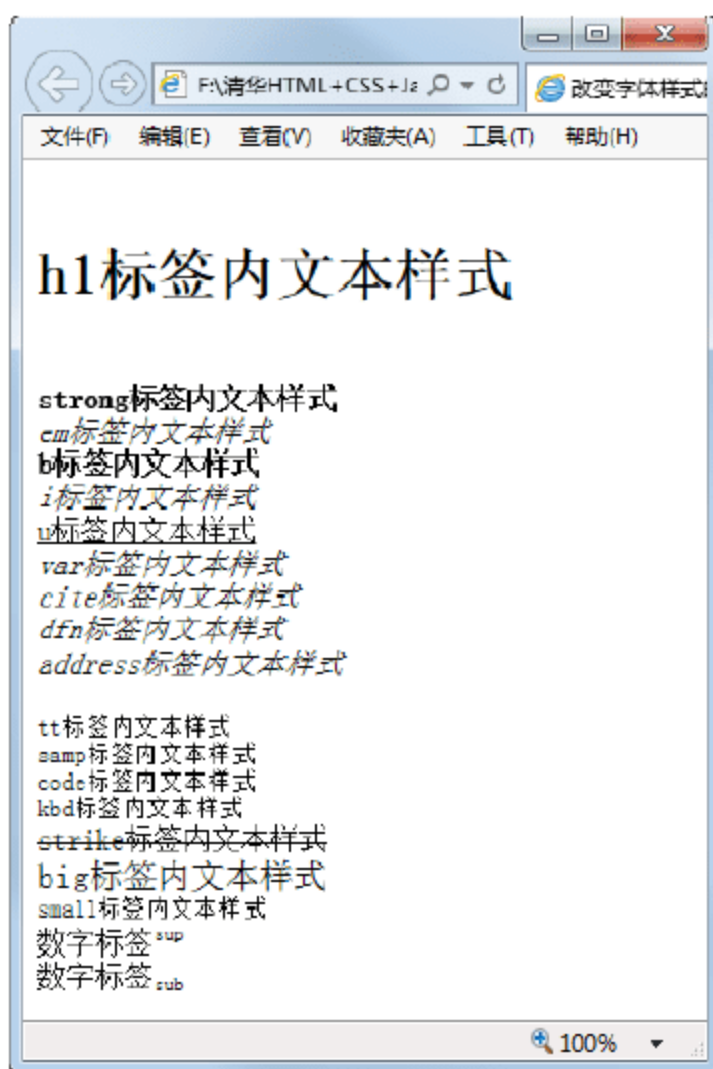 F:\清华HTML+CSS+Ja
改变字体样式
文件(F) 编辑(E) 查看(V) 收藏夹(A) 工具(T) 帮助(H)
h1标签内文本样式
strong标签内文本样式
em标签内文本样式
b标签内文本样式
i标签内文本样式
u标签内文本样式
var标签内文本样式
cite标签内文本样式
dfn标签内文本样式
address标签内文本样式
tt标签内文本样式
samp标签内文本样式
code标签内文本样式
kbd标签内文本样式
strike标签内文本样式
big标签内文本样式
small标签内文本样式
数字标签sup
数字标签sub
100%